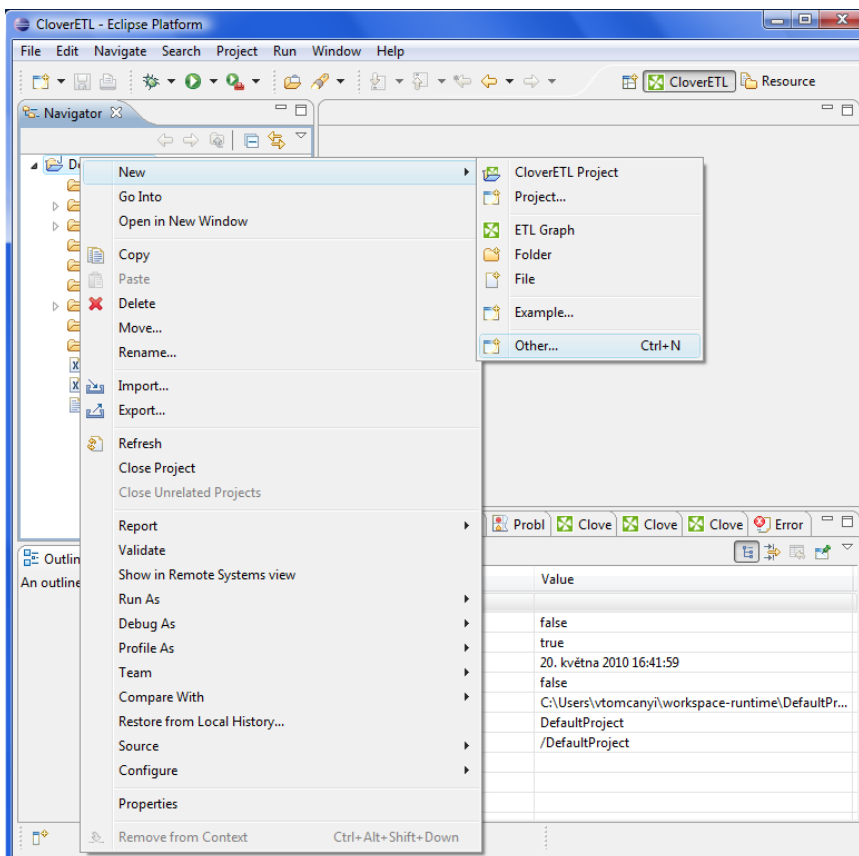 CloverETL - Eclipse Platform
File Edit Navigate Search Project Run Window Help
CloverETL Resource
Navigator
New
Go Into
Open in New Window
Copy
Paste
Delete
Move...
Rename...
Import...
Export...
Refresh
Close Project
Close Unrelated Projects
Report
Validate
Show in Remote Systems view
Run As
Debug As
Profile As
Team
Compare With
Restore from Local History...
Source
Configure
Properties
Remove from Context Ctrl+Alt+Shift+Down
CloverETL Project
Project...
ETL Graph
Folder
File
Example...
Other... Ctrl+N
Probl Clove Clove Clove Error
Outlin
An outline
Value
false
true
20. května 2010 16:41:59
false
C:\Users\vtomcanyi\workspace-runtime\DefaultPr...
DefaultProject
/DefaultProject